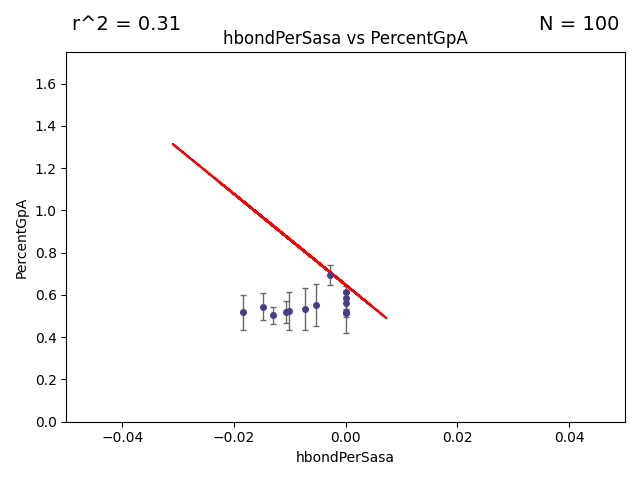 r^2 = 0.31
N = 100
hbondPerSasa vs PercentGpA
1.6
1.4
1.2
1.0
0.8
0.6
0.4
0.2
0.0
PercentGpA
−0.04
−0.02
0.00
0.02
0.04
hbondPerSasa